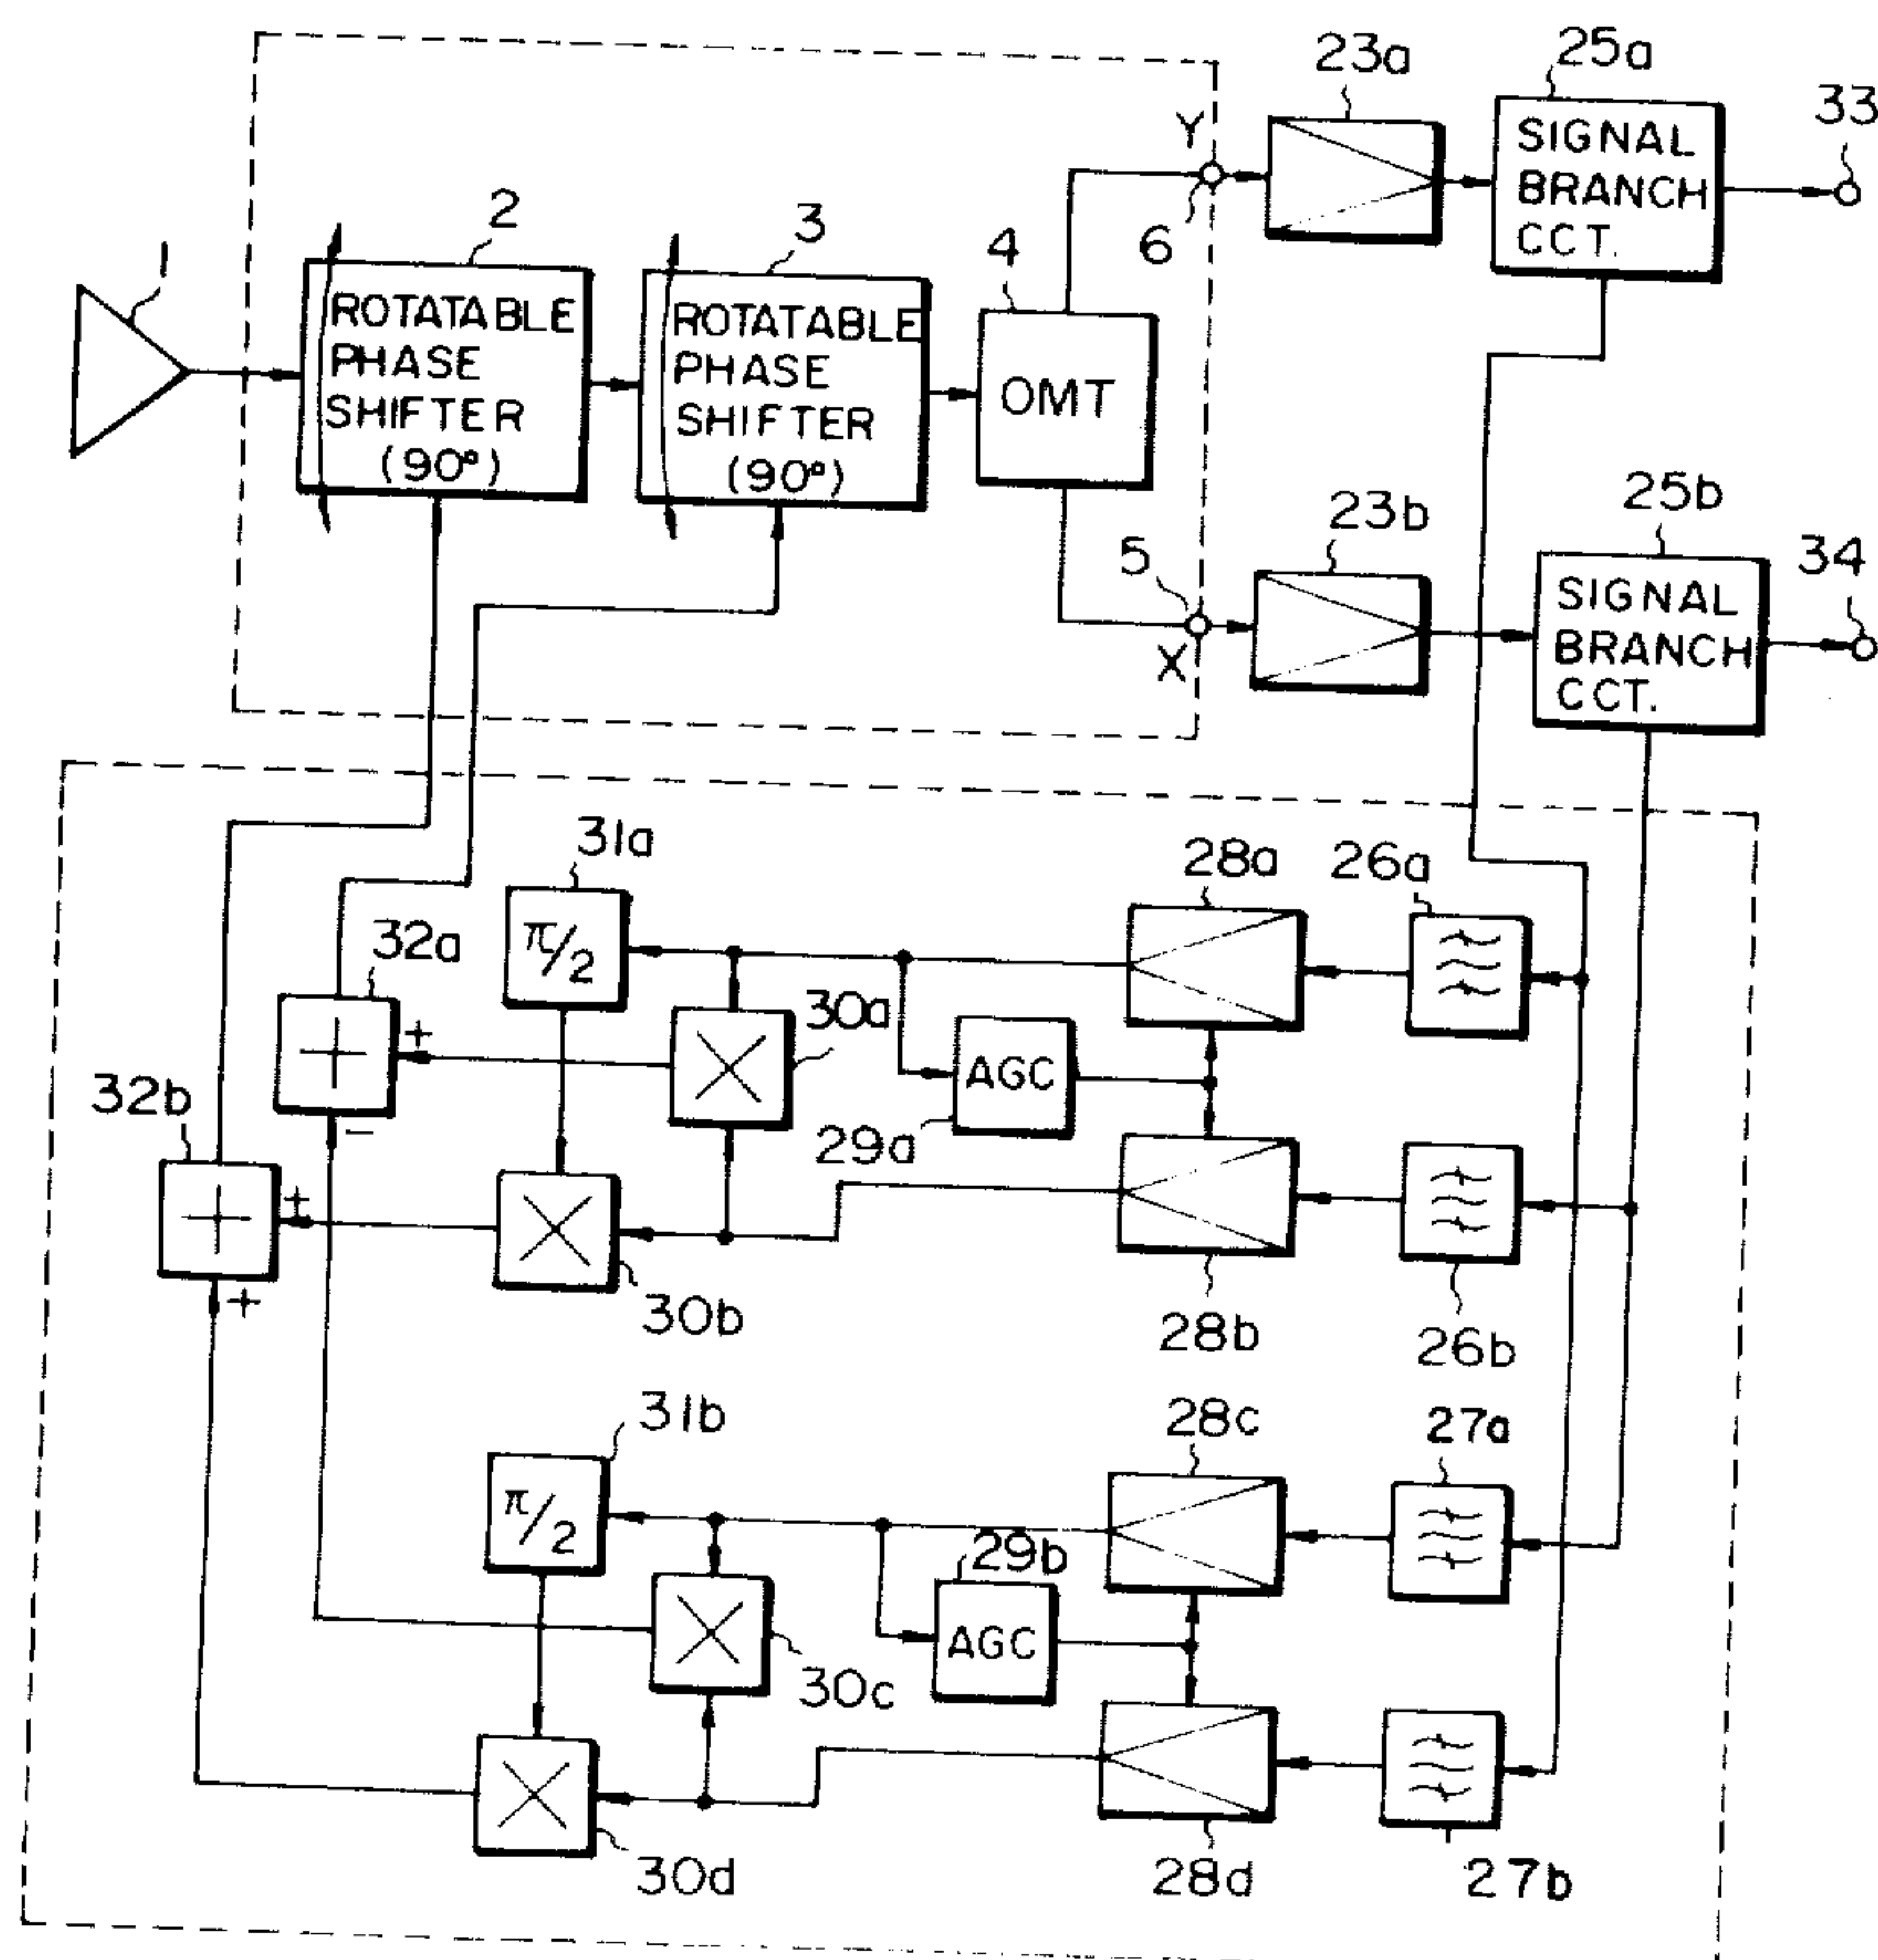 23a
25a
33
SIGNAL
BRANCH
CCT.
Y
6
1
2
ROTATABLE
PHASE
SHIFTER
(90°)
3
ROTATABLE
PHASE
SHIFTER
(90°)
4
OMT
5
X
23b
25b
34
SIGNAL
BRANCH
CCT.
31a
π/2
28a
26a
32a
+
+
−
30a
AGC
29a
32b
+
+
+
30b
28b
26b
31b
π/2
28c
27a
29b
AGC
30c
30d
28d
27b